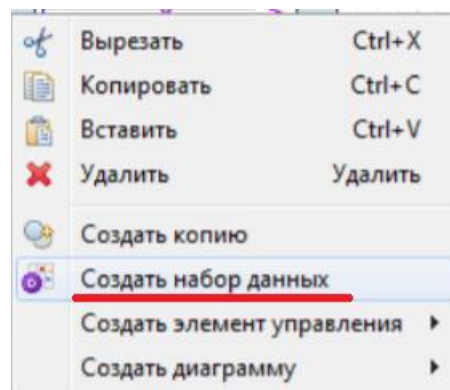 Вырезать Ctrl+X
Копировать Ctrl+C
Вставить Ctrl+V
Удалить Удалить
Создать копию
Создать набор данных
Создать элемент управления
Создать диаграмму